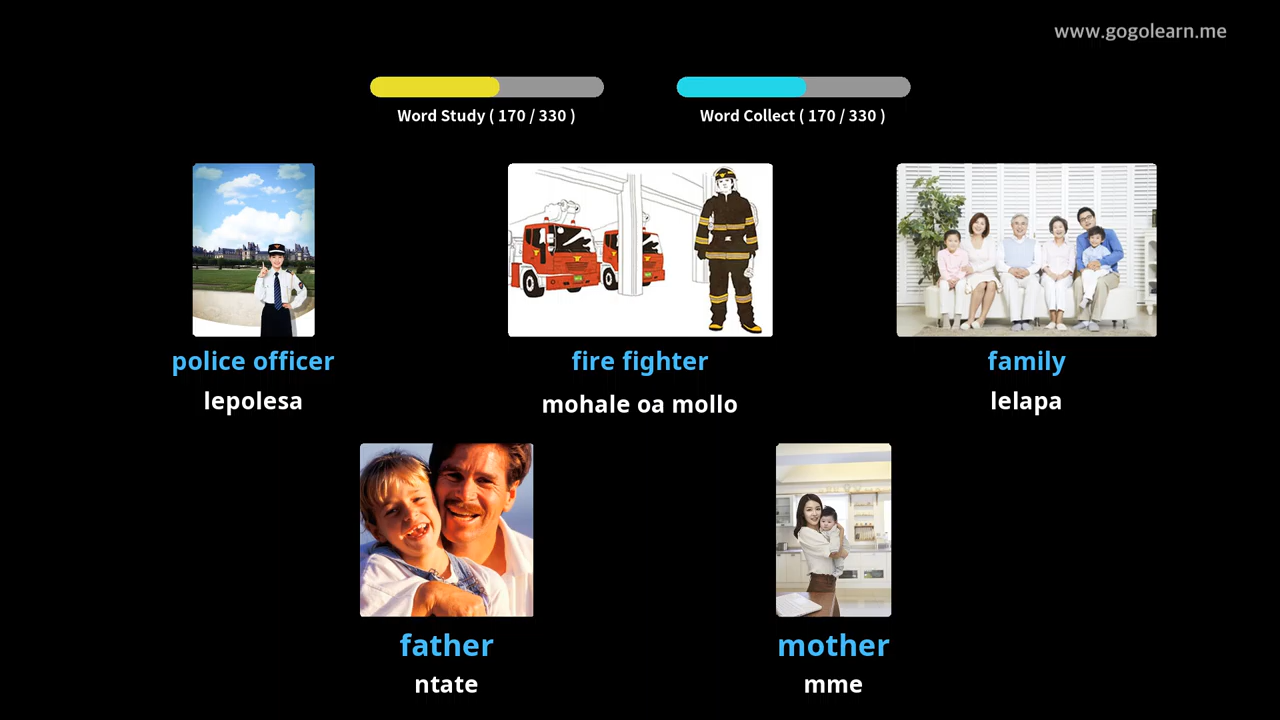 www.gogolearn.me
Word Study ( 170 / 330 )
Word Collect ( 170 / 330 )
police officer
lepolesa
fire fighter
mohale oa mollo
family
lelapa
father
ntate
mother
mme